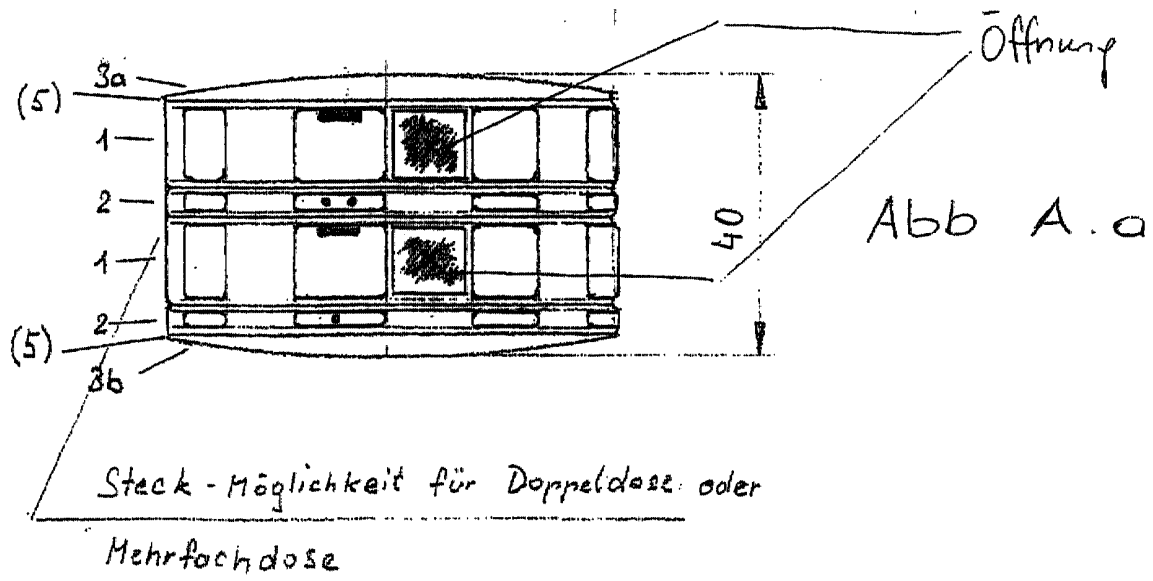 Öffnung
3a
(5)
1
2
1
2
(5)
3b
40
Abb A.a
Steck-Möglichkeit für Doppeldose oder
Mehrfachdose